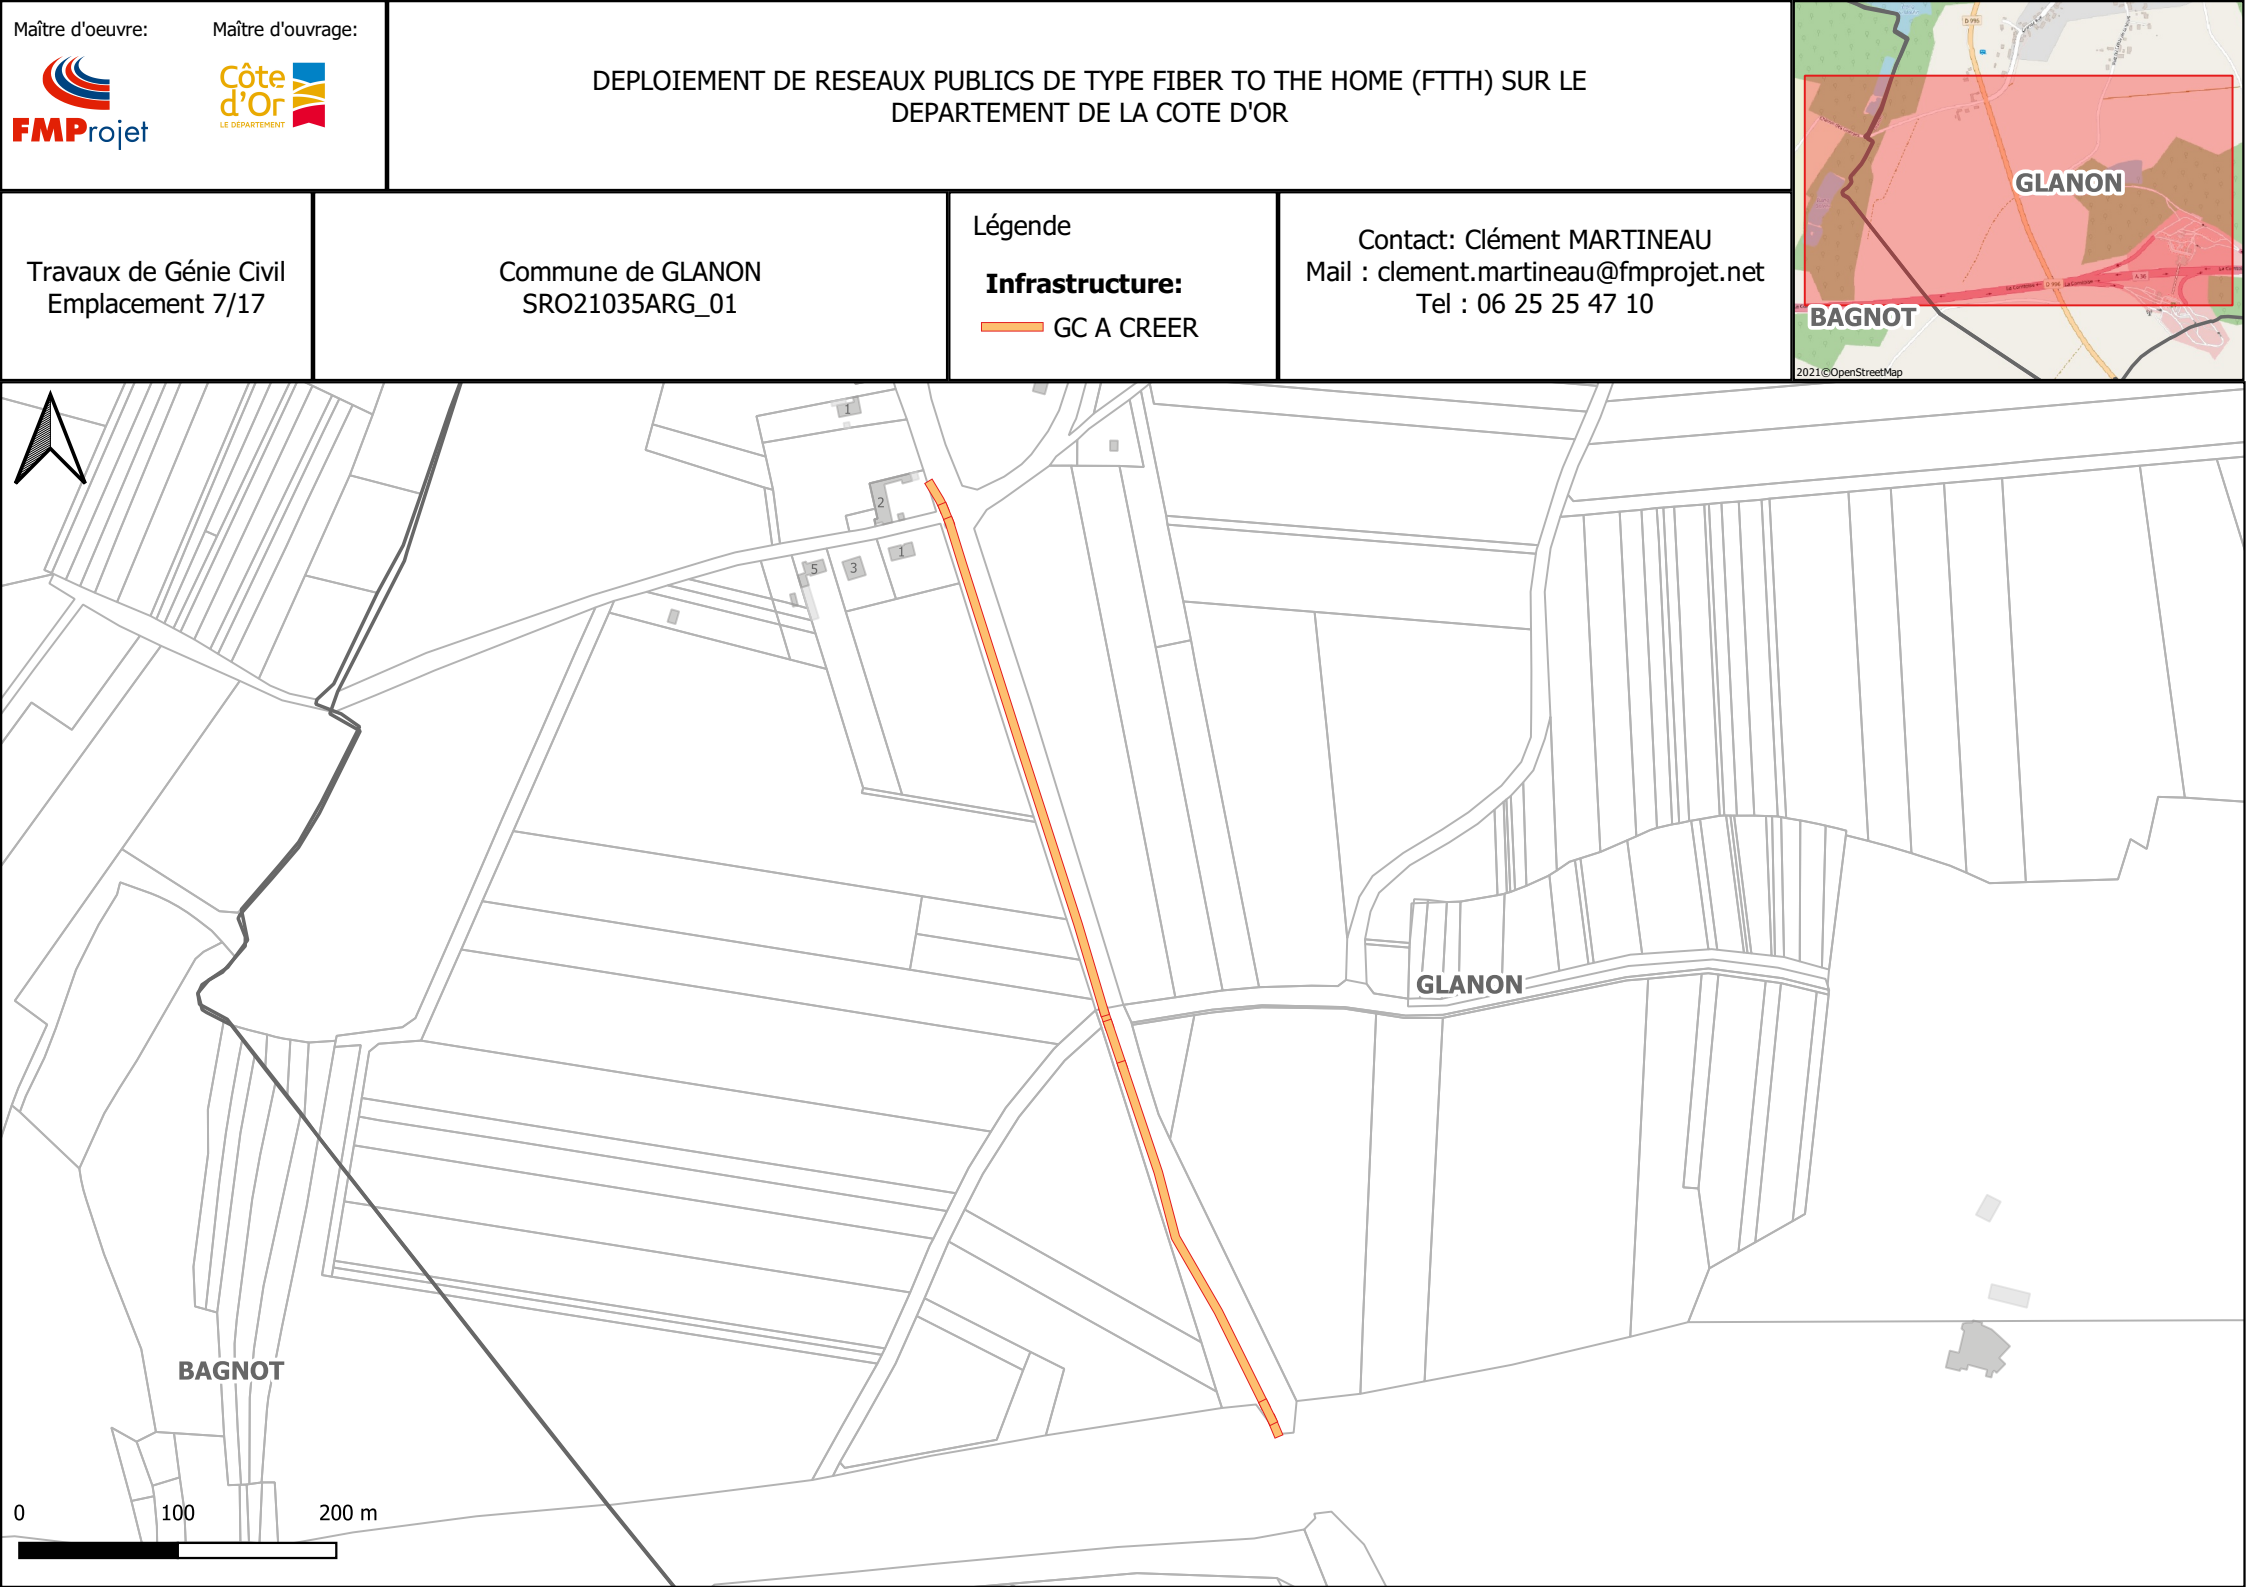 Maître d'oeuvre:
Maître d'ouvrage:
FMProjet
Côte
d'Or
LE DÉPARTEMENT
DEPLOIEMENT DE RESEAUX PUBLICS DE TYPE FIBER TO THE HOME (FTTH) SUR LE
DEPARTEMENT DE LA COTE D'OR
D 996
GLANON
A 36
D 996
BAGNOT
2021©OpenStreetMap
Travaux de Génie Civil
Emplacement 7/17
Commune de GLANON
SRO21035ARG_01
Légende
Infrastructure:
GC A CREER
Contact: Clément MARTINEAU
Mail : clement.martineau@fmprojet.net
Tel : 06 25 25 47 10
1
2
1
3
5
GLANON
BAGNOT
0 100 200 m